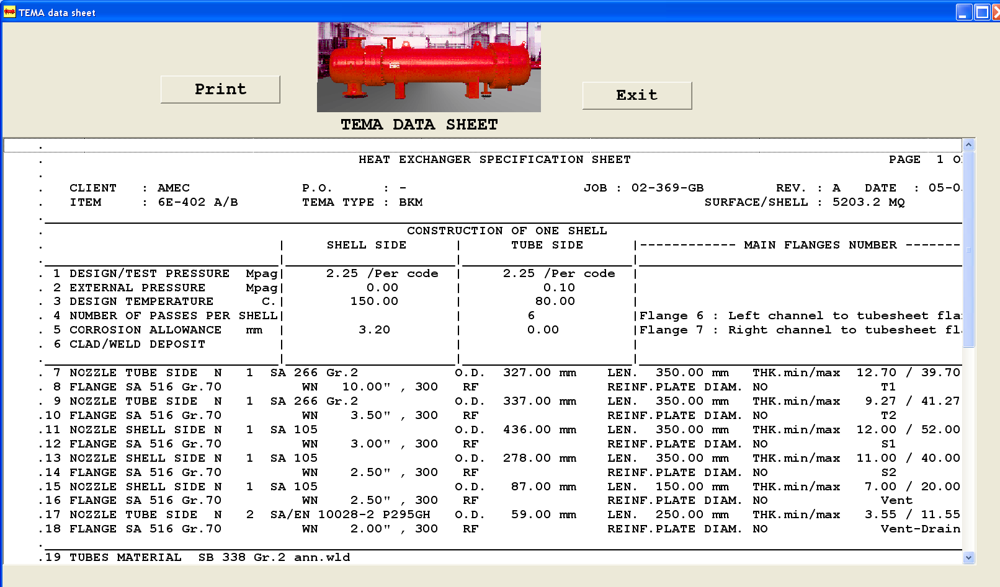 TEMA data sheet
Print
Exit
TEMA DATA SHEET
.
. HEAT EXCHANGER SPECIFICATION SHEET PAGE 1
.
. CLIENT : AMEC P.O. : - JOB : 02-369-GB REV. : A DATE : 05-0
. ITEM : 6E-402 A/B TEMA TYPE : BKM SURFACE/SHELL : 5203.2 MQ
.
. CONSTRUCTION OF ONE SHELL
. | SHELL SIDE | TUBE SIDE |------------ MAIN FLANGES NUMBER -------
. | | |
. 1 DESIGN/TEST PRESSURE Mpag| 2.25 /Per code | 2.25 /Per code |
. 2 EXTERNAL PRESSURE Mpag| 0.00 | 0.10 |
. 3 DESIGN TEMPERATURE C.| 150.00 | 80.00 |
. 4 NUMBER OF PASSES PER SHELL| | 6 |Flange 6 : Left channel to tubesheet fla
. 5 CORROSION ALLOWANCE mm | 3.20 | 0.00 |Flange 7 : Right channel to tubesheet fl
. 6 CLAD/WELD DEPOSIT | | |
. | | |
. 7 NOZZLE TUBE SIDE N 1 SA 266 Gr.2 O.D. 327.00 mm LEN. 350.00 mm THK.min/max 12.70 / 39.70
. 8 FLANGE SA 516 Gr.70 WN 10.00" , 300 RF REINF.PLATE DIAM. NO T1
. 9 NOZZLE TUBE SIDE N 1 SA 266 Gr.2 O.D. 337.00 mm LEN. 350.00 mm THK.min/max 9.27 / 41.27
.10 FLANGE SA 516 Gr.70 WN 3.50" , 300 RF REINF.PLATE DIAM. NO T2
.11 NOZZLE SHELL SIDE N 1 SA 105 O.D. 436.00 mm LEN. 350.00 mm THK.min/max 12.00 / 52.00
.12 FLANGE SA 516 Gr.70 WN 3.00" , 300 RF REINF.PLATE DIAM. NO S1
.13 NOZZLE SHELL SIDE N 1 SA 105 O.D. 278.00 mm LEN. 350.00 mm THK.min/max 11.00 / 40.00
.14 FLANGE SA 516 Gr.70 WN 2.50" , 300 RF REINF.PLATE DIAM. NO S2
.15 NOZZLE SHELL SIDE N 1 SA 105 O.D. 87.00 mm LEN. 150.00 mm THK.min/max 7.00 / 20.00
.16 FLANGE SA 516 Gr.70 WN 2.50" , 300 RF REINF.PLATE DIAM. NO Vent
.17 NOZZLE TUBE SIDE N 2 SA/EN 10028-2 P295GH O.D. 59.00 mm LEN. 250.00 mm THK.min/max 3.55 / 11.55
.18 FLANGE SA 516 Gr.70 WN 2.00" , 300 RF REINF.PLATE DIAM. NO Vent-Drain
.
.19 TUBES MATERIAL SB 338 Gr.2 ann.wld